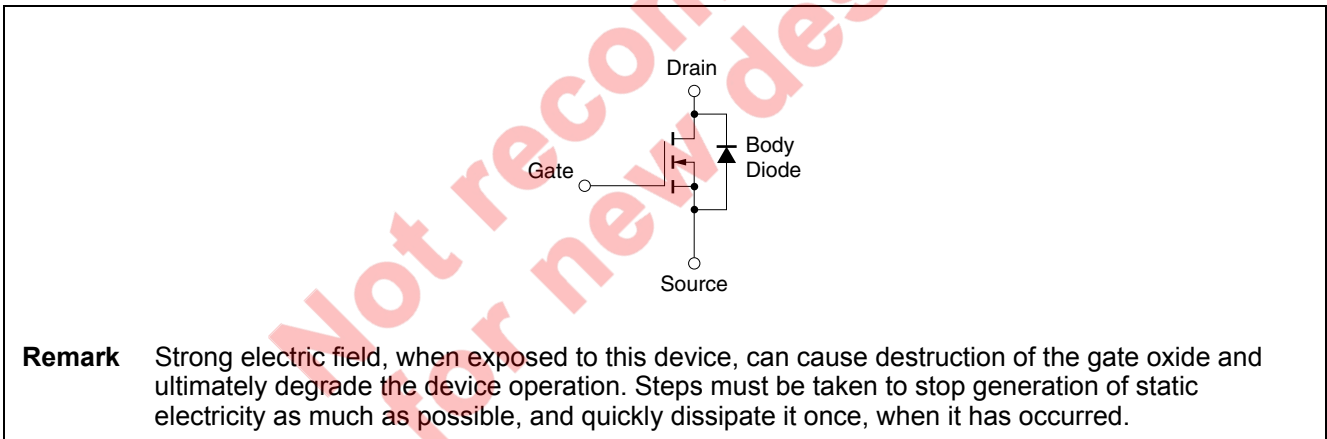 Drain
Body
Diode
Gate
Source
Remark Strong electric field, when exposed to this device, can cause destruction of the gate oxide and
ultimately degrade the device operation. Steps must be taken to stop generation of static
electricity as much as possible, and quickly dissipate it once, when it has occurred.
Not recom
for new des